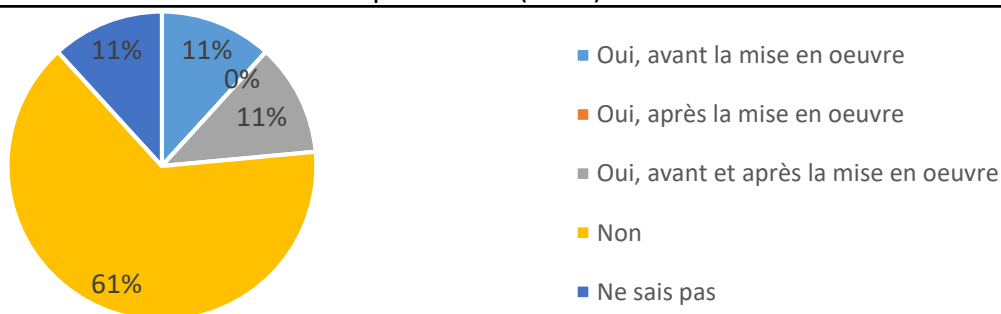 11%
11%
0%
11%
61%
Oui, avant la mise en oeuvre
Oui, après la mise en oeuvre
Oui, avant et après la mise en oeuvre
Non
Ne sais pas